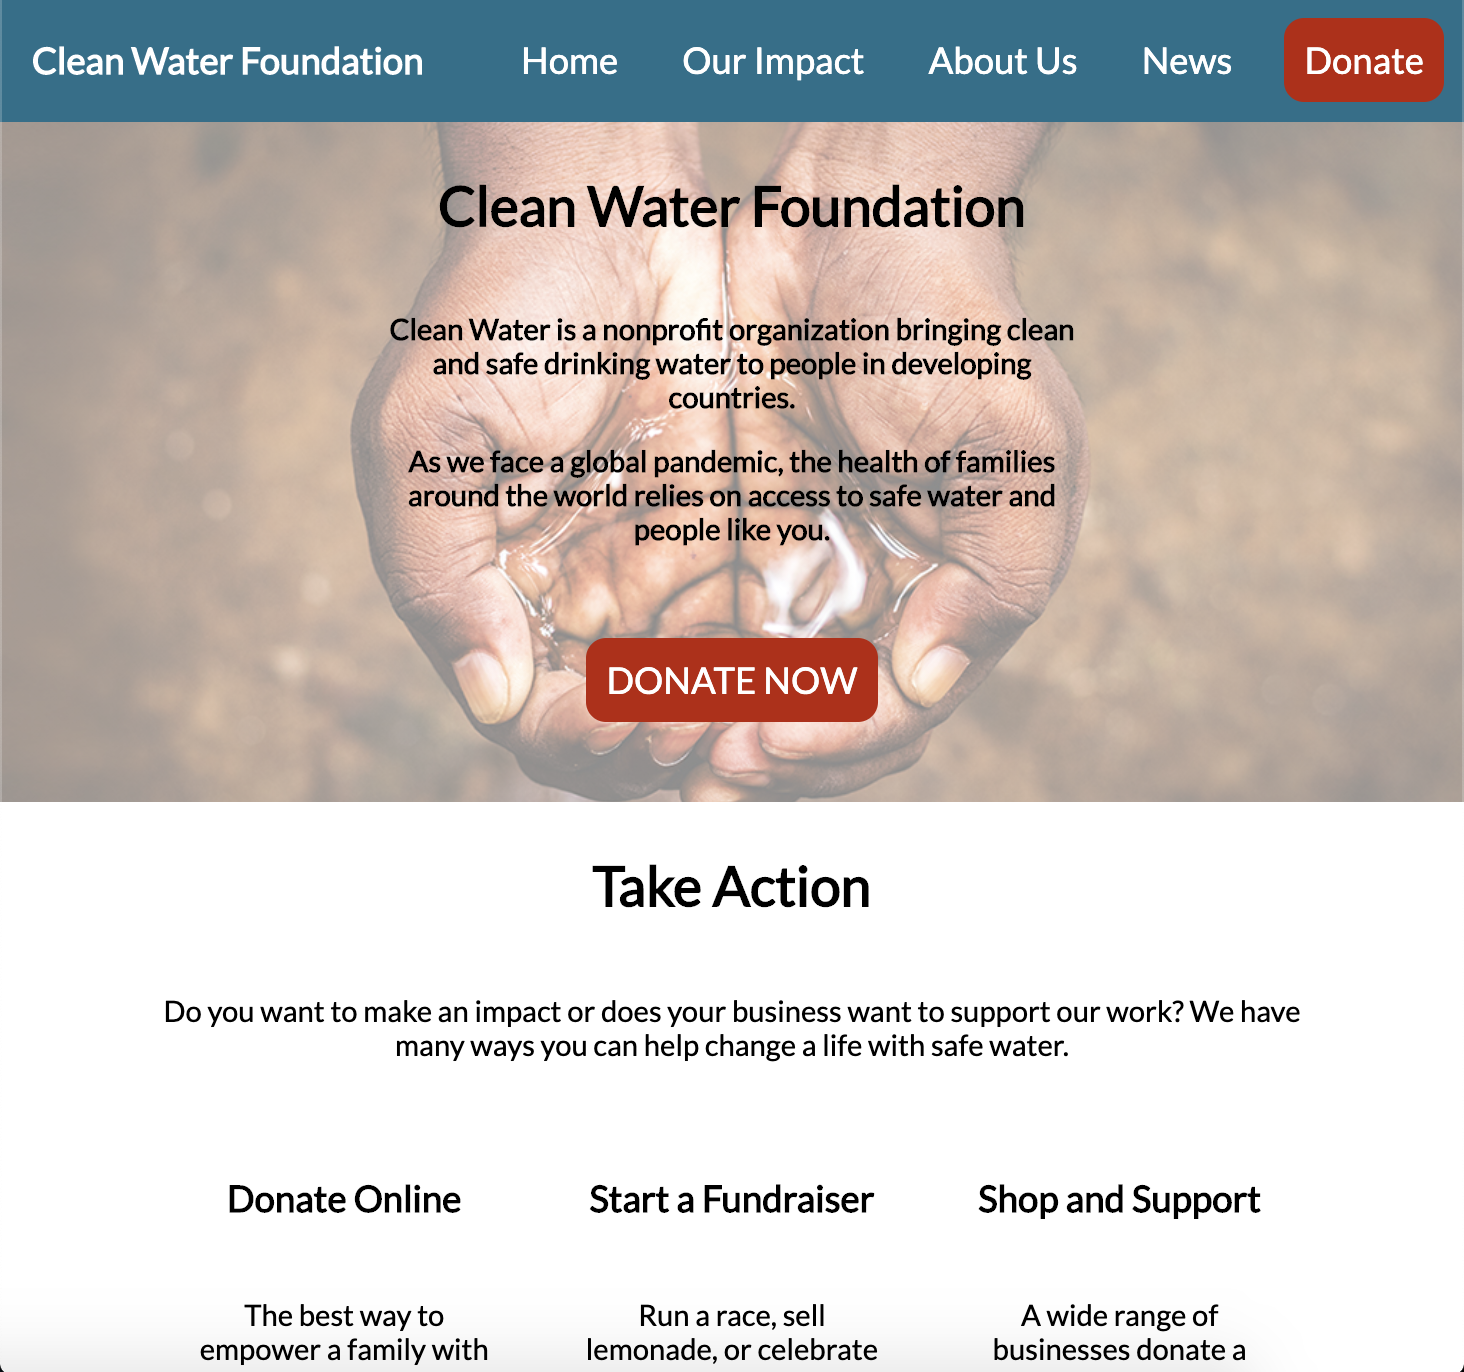 Clean Water Foundation
Home
Our Impact
About Us
News
Donate
Clean Water Foundation
Clean Water is a nonprofit organization bringing clean
and safe drinking water to people in developing
countries.
As we face a global pandemic, the health of families
around the world relies on access to safe water and
people like you.
DONATE NOW
Take Action
Do you want to make an impact or does your business want to support our work? We have
many ways you can help change a life with safe water.
Donate Online
The best way to
empower a family with
Start a Fundraiser
Run a race, sell
lemonade, or celebrate
Shop and Support
A wide range of
businesses donate a